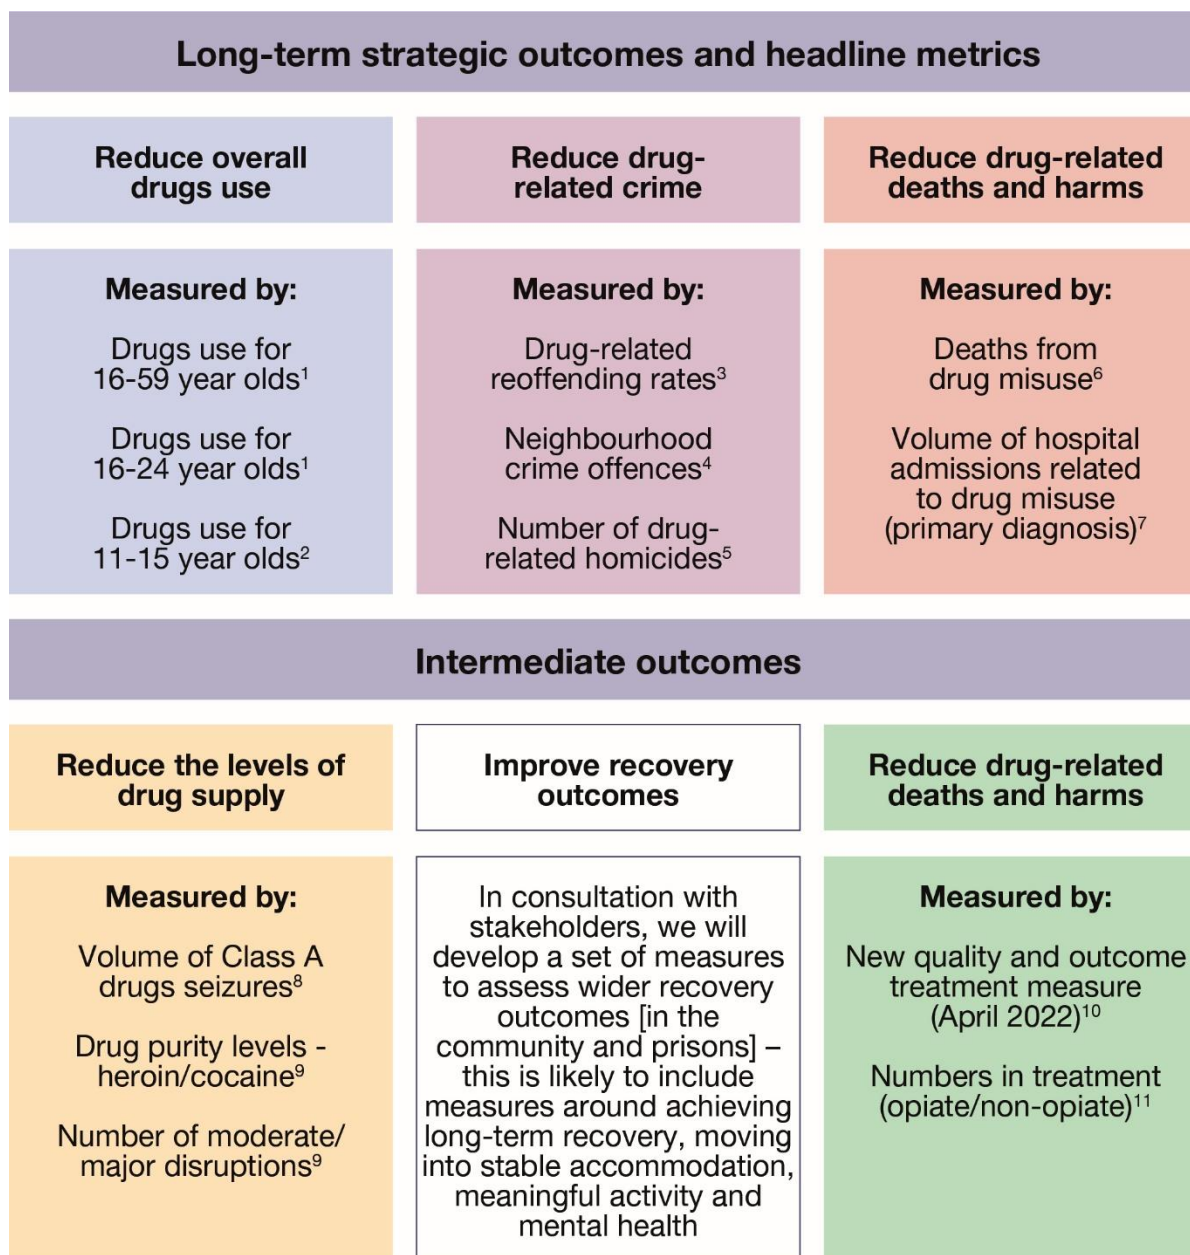 Long-term strategic outcomes and headline metrics
Reduce overall
drugs use
Reduce drug-
related crime
Reduce drug-related
deaths and harms
Measured by:
Drugs use for
16-59 year olds¹
Drugs use for
16-24 year olds¹
Drugs use for
11-15 year olds²
Measured by:
Drug-related
reoffending rates³
Neighbourhood
crime offences⁴
Number of drug-
related homicides⁵
Measured by:
Deaths from
drug misuse⁶
Volume of hospital
admissions related
to drug misuse
(primary diagnosis)⁷
Intermediate outcomes
Reduce the levels of
drug supply
Improve recovery
outcomes
Reduce drug-related
deaths and harms
Measured by:
Volume of Class A
drugs seizures⁸
Drug purity levels -
heroin/cocaine⁹
Number of moderate/
major disruptions⁹
In consultation with
stakeholders, we will
develop a set of measures
to assess wider recovery
outcomes [in the
community and prisons] –
this is likely to include
measures around achieving
long-term recovery, moving
into stable accommodation,
meaningful activity and
mental health
Measured by:
New quality and outcome
treatment measure
(April 2022)¹⁰
Numbers in treatment
(opiate/non-opiate)¹¹